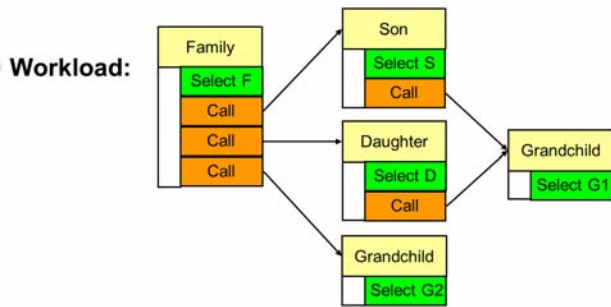 Workload:
Family
Select F
Call
Call
Call
Son
Select S
Call
Daughter
Select D
Call
Grandchild
Select G2
Grandchild
Select G1